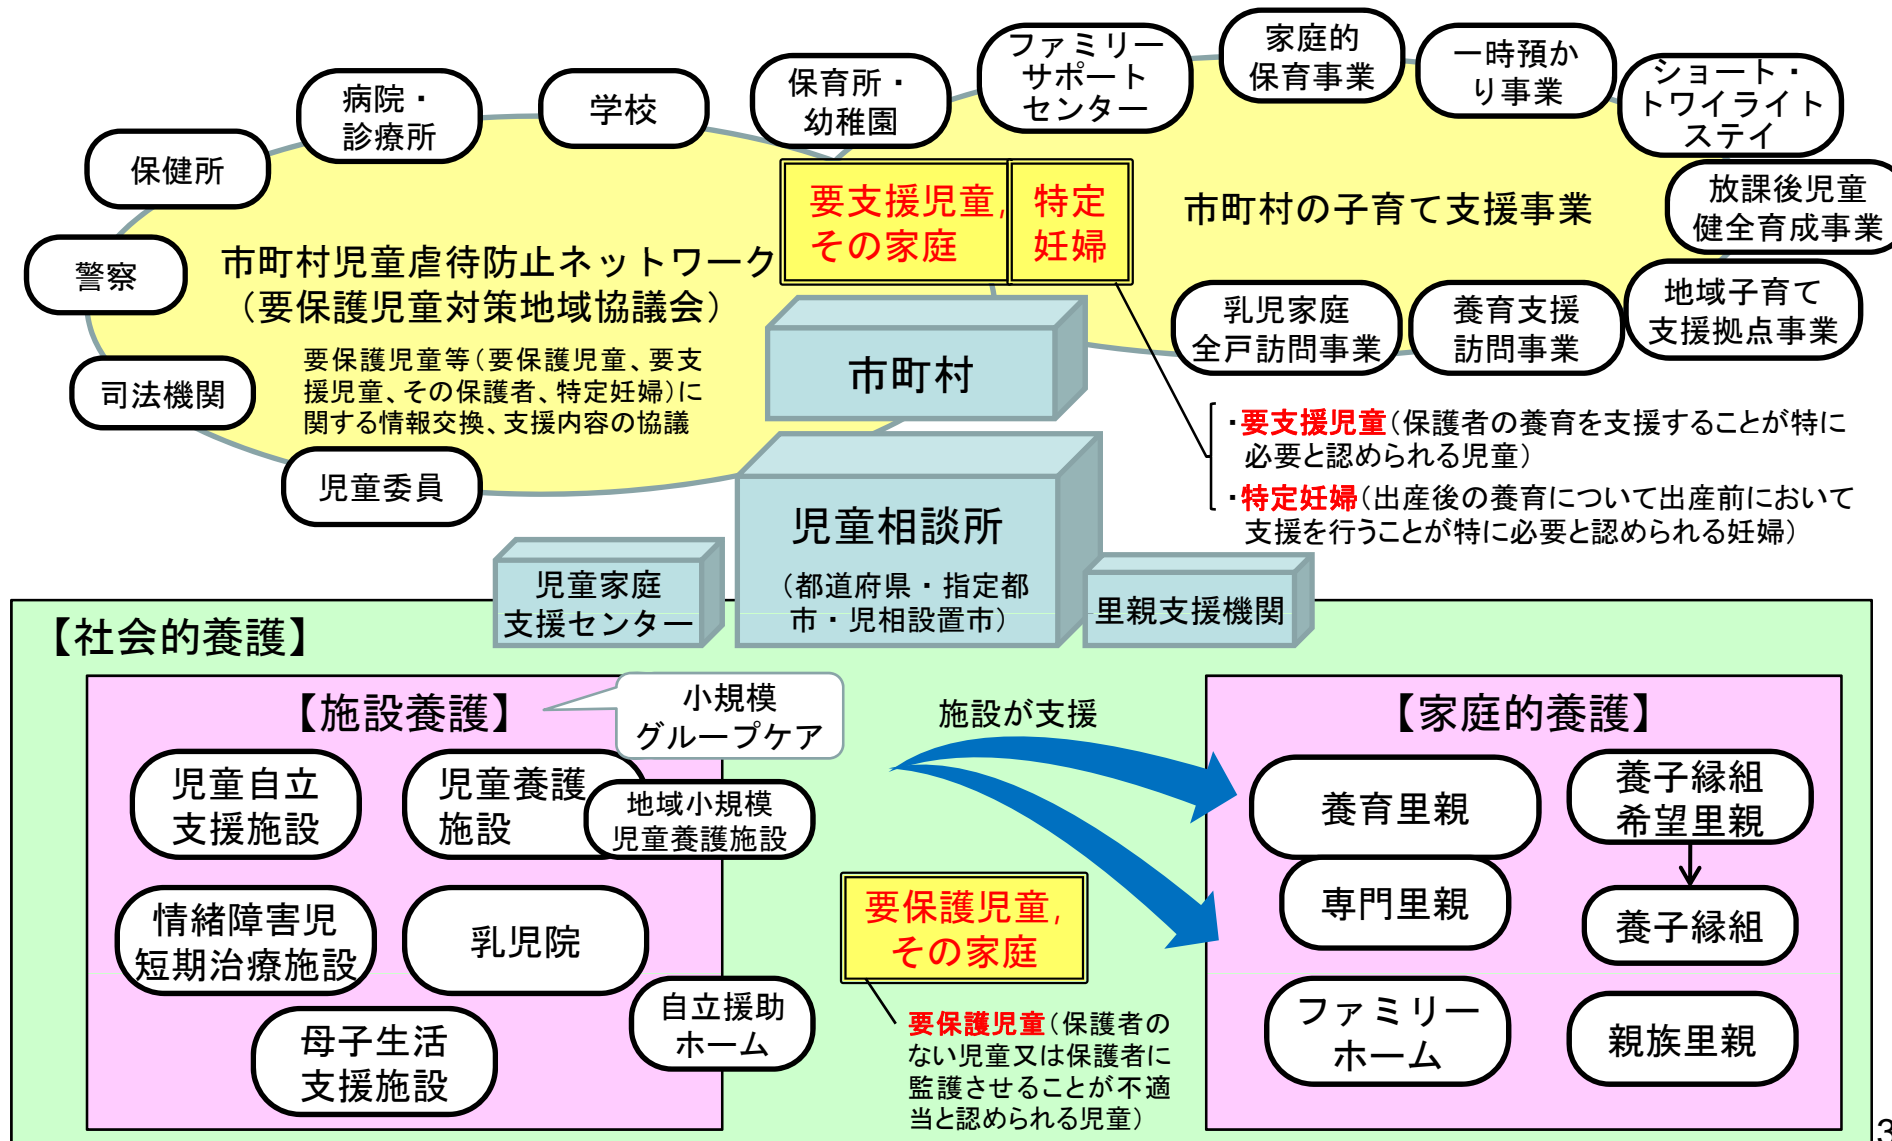 病院・
診療所
学校
保育所・
幼稚園
ファミリー
サポート
センター
家庭的
保育事業
一時預か
り事業
ショート・
トワイライト
ステイ
保健所
警察
司法機関
児童委員
市町村児童虐待防止ネットワーク
（要保護児童対策地域協議会）
要保護児童等（要保護児童、要支
援児童、その保護者、特定妊婦）に
関する情報交換、支援内容の協議
要支援児童,
その家庭
特定
妊婦
市町村の子育て支援事業
放課後児童
健全育成事業
地域子育て
支援拠点事業
養育支援
訪問事業
乳児家庭
全戸訪問事業
市町村
・要支援児童（保護者の養育を支援することが特に
必要と認められる児童）
・特定妊婦（出産後の養育について出産前において
支援を行うことが特に必要と認められる妊婦）
児童相談所
（都道府県・指定都
市・児相設置市）
児童家庭
支援センター
里親支援機関
【社会的養護】
【施設養護】
小規模
グループケア
児童自立
支援施設
児童養護
施設
地域小規模
児童養護施設
情緒障害児
短期治療施設
乳児院
母子生活
支援施設
自立援助
ホーム
施設が支援
要保護児童,
その家庭
要保護児童（保護者の
ない児童又は保護者に
監護させることが不適
当と認められる児童）
【家庭的養護】
養育里親
専門里親
ファミリー
ホーム
養子縁組
希望里親
養子縁組
親族里親
3